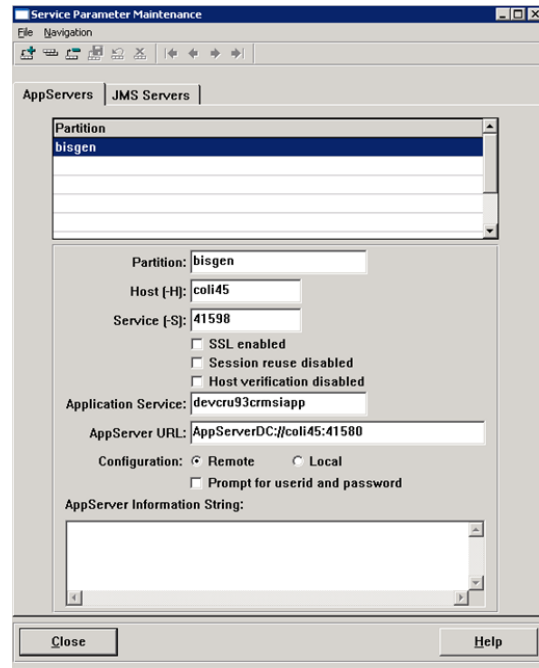 Service Parameter Maintenance
File Navigation
AppServers JMS Servers
Partition
bisgen
Partition: bisgen
Host (-H): coli45
Service (-S): 41598
SSL enabled
Session reuse disabled
Host verification disabled
Application Service: devcru93crmsiapp
AppServer URL: AppServerDC://coli45:41580
Configuration: Remote Local
Prompt for userid and password
AppServer Information String:
Close Help